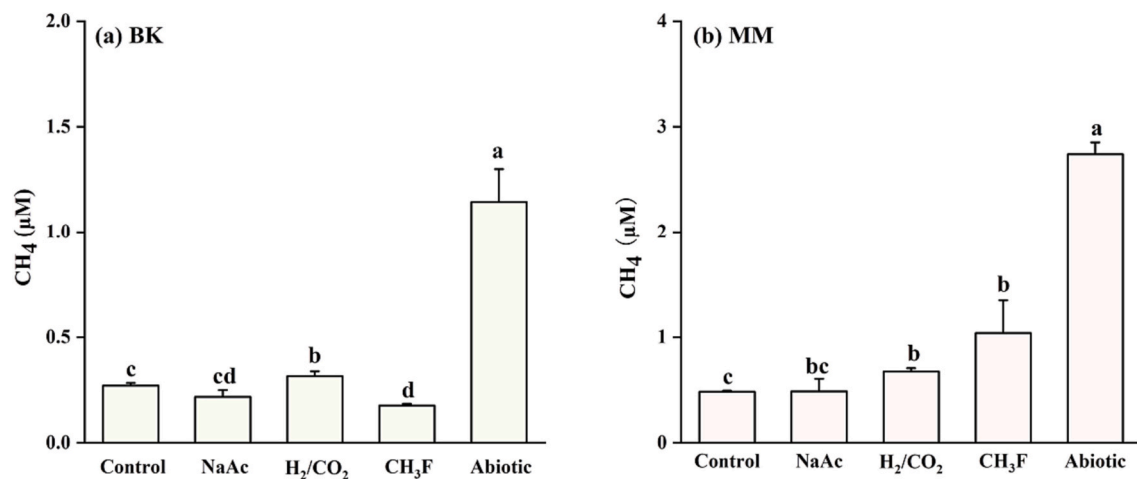 (a) BK
2.0
1.5
1.0
0.5
0.0
CH4 (μM)
c
cd
b
d
a
Control
NaAc
H2/CO2
CH3F
Abiotic
(b) MM
4
3
2
1
0
CH4 (μM)
c
bc
b
b
a
Control
NaAc
H2/CO2
CH3F
Abiotic